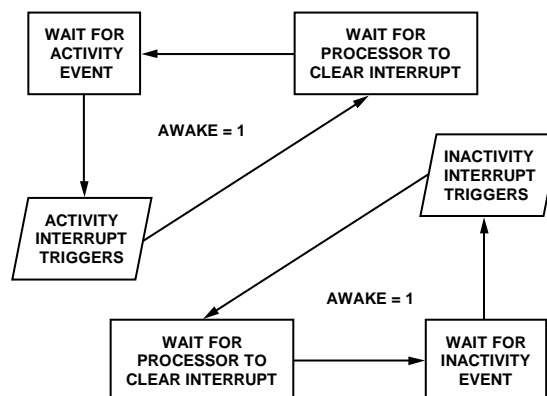 WAIT FOR
ACTIVITY
EVENT
WAIT FOR
PROCESSOR TO
CLEAR INTERRUPT
AWAKE = 1
ACTIVITY
INTERRUPT
TRIGGERS
INACTIVITY
INTERRUPT
TRIGGERS
AWAKE = 1
WAIT FOR
PROCESSOR TO
CLEAR INTERRUPT
WAIT FOR
INACTIVITY
EVENT